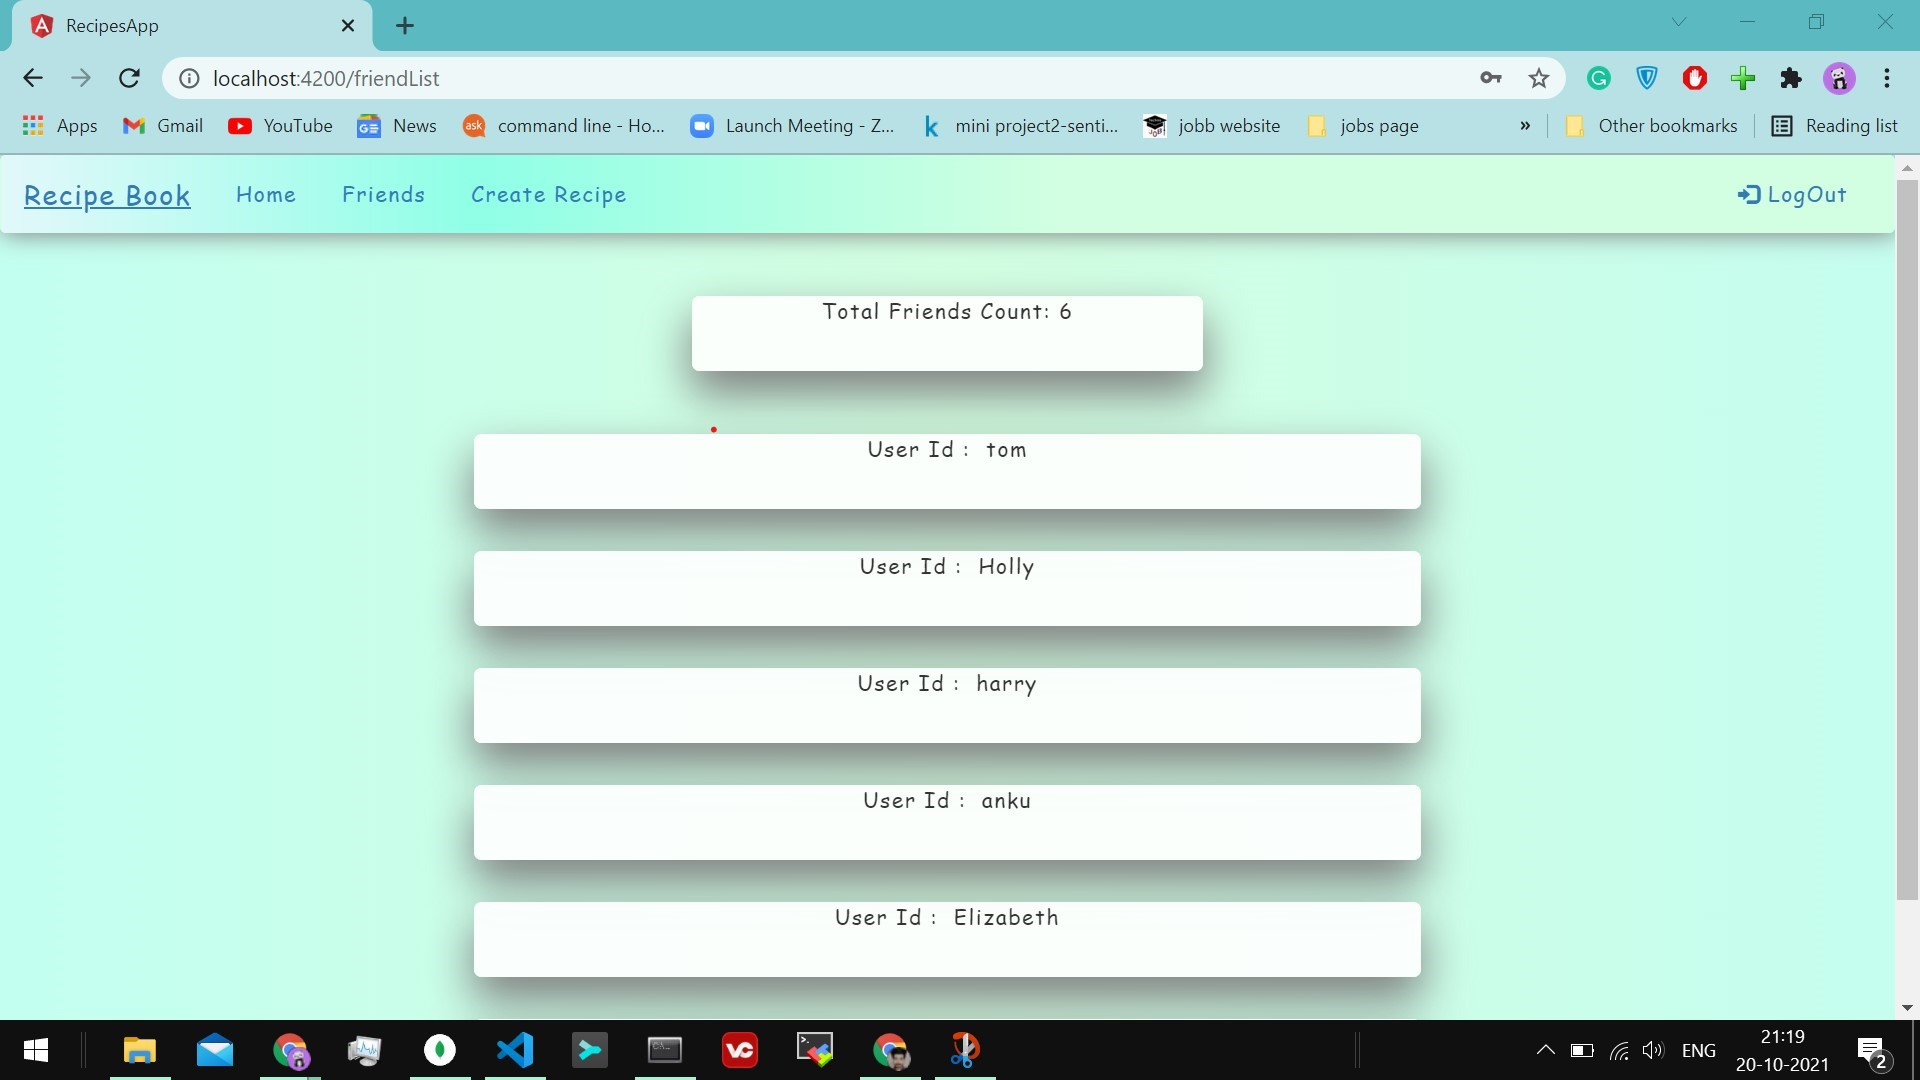 RecipesApp
localhost:4200/friendList
Apps Gmail YouTube News ask command line - Ho... Launch Meeting - Z... mini project2-senti... jobb website jobs page » Other bookmarks Reading list
Recipe Book Home Friends Create Recipe LogOut
Total Friends Count: 6
User Id : tom
User Id : Holly
User Id : harry
User Id : anku
User Id : Elizabeth
ENG
21:19
20-10-2021
2